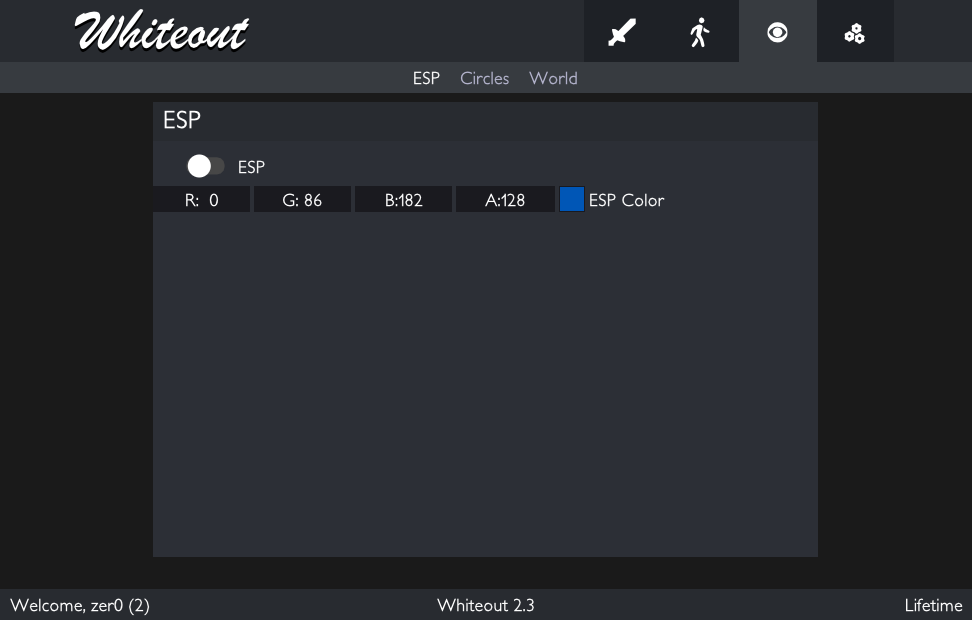 Whiteout
ESP Circles World
ESP
ESP
R: 0 G: 86 B:182 A:128 ESP Color
Welcome, zer0 (2) Whiteout 2.3 Lifetime